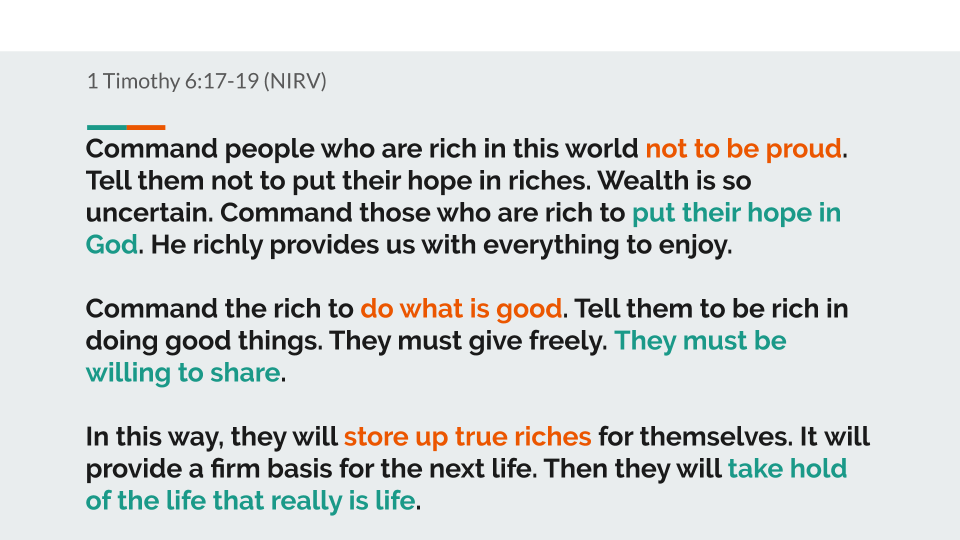 1 Timothy 6:17-19 (NIRV)
Command people who are rich in this world not to be proud.
Tell them not to put their hope in riches. Wealth is so
uncertain. Command those who are rich to put their hope in
God. He richly provides us with everything to enjoy.
Command the rich to do what is good. Tell them to be rich in
doing good things. They must give freely. They must be
willing to share.
In this way, they will store up true riches for themselves. It will
provide a firm basis for the next life. Then they will take hold
of the life that really is life.